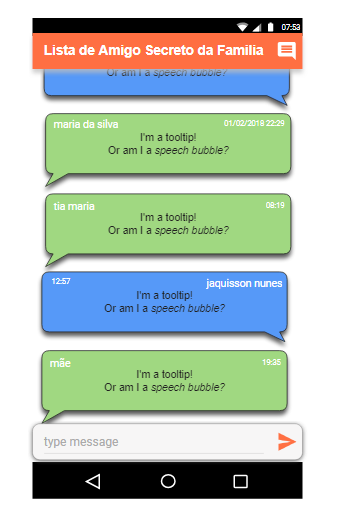 07:53
Lista de Amigo Secreto da Familia
Or am I a speech bubble?
maria da silva 01/02/2018 22:29
I'm a tooltip!
Or am I a speech bubble?
tia maria 08:19
I'm a tooltip!
Or am I a speech bubble?
12:57 jaquisson nunes
I'm a tooltip!
Or am I a speech bubble?
mãe 19:35
I'm a tooltip!
Or am I a speech bubble?
type message